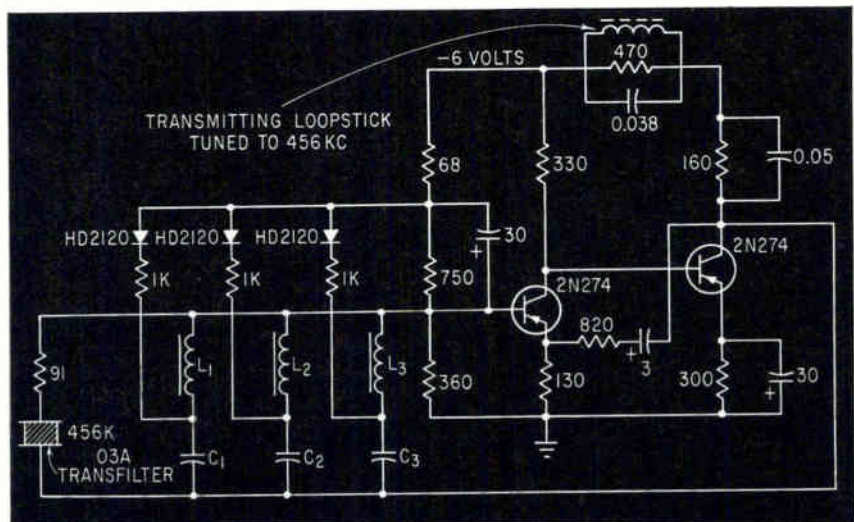 -6 VOLTS
470
0.038
TRANSMITTING LOOPSTICK
TUNED TO 456KC
68
330
160
0.05
HD2120
HD2120
HD2120
30
+
1K
1K
1K
750
2N274
2N274
820
+
3
91
L1
L2
L3
360
130
300
30
+
456K
03A
TRANSFILTER
C1
C2
C3